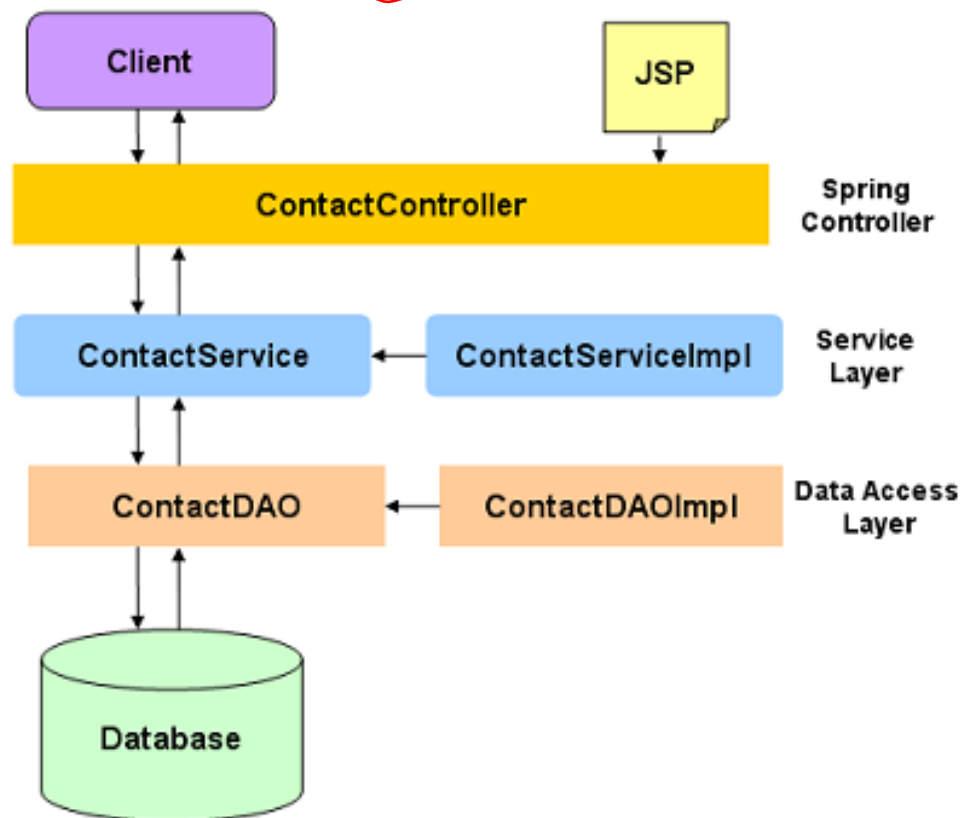 Client
JSP
ContactController
Spring
Controller
ContactService
ContactServiceImpl
Service
Layer
ContactDAO
ContactDAOImpl
Data Access
Layer
Database